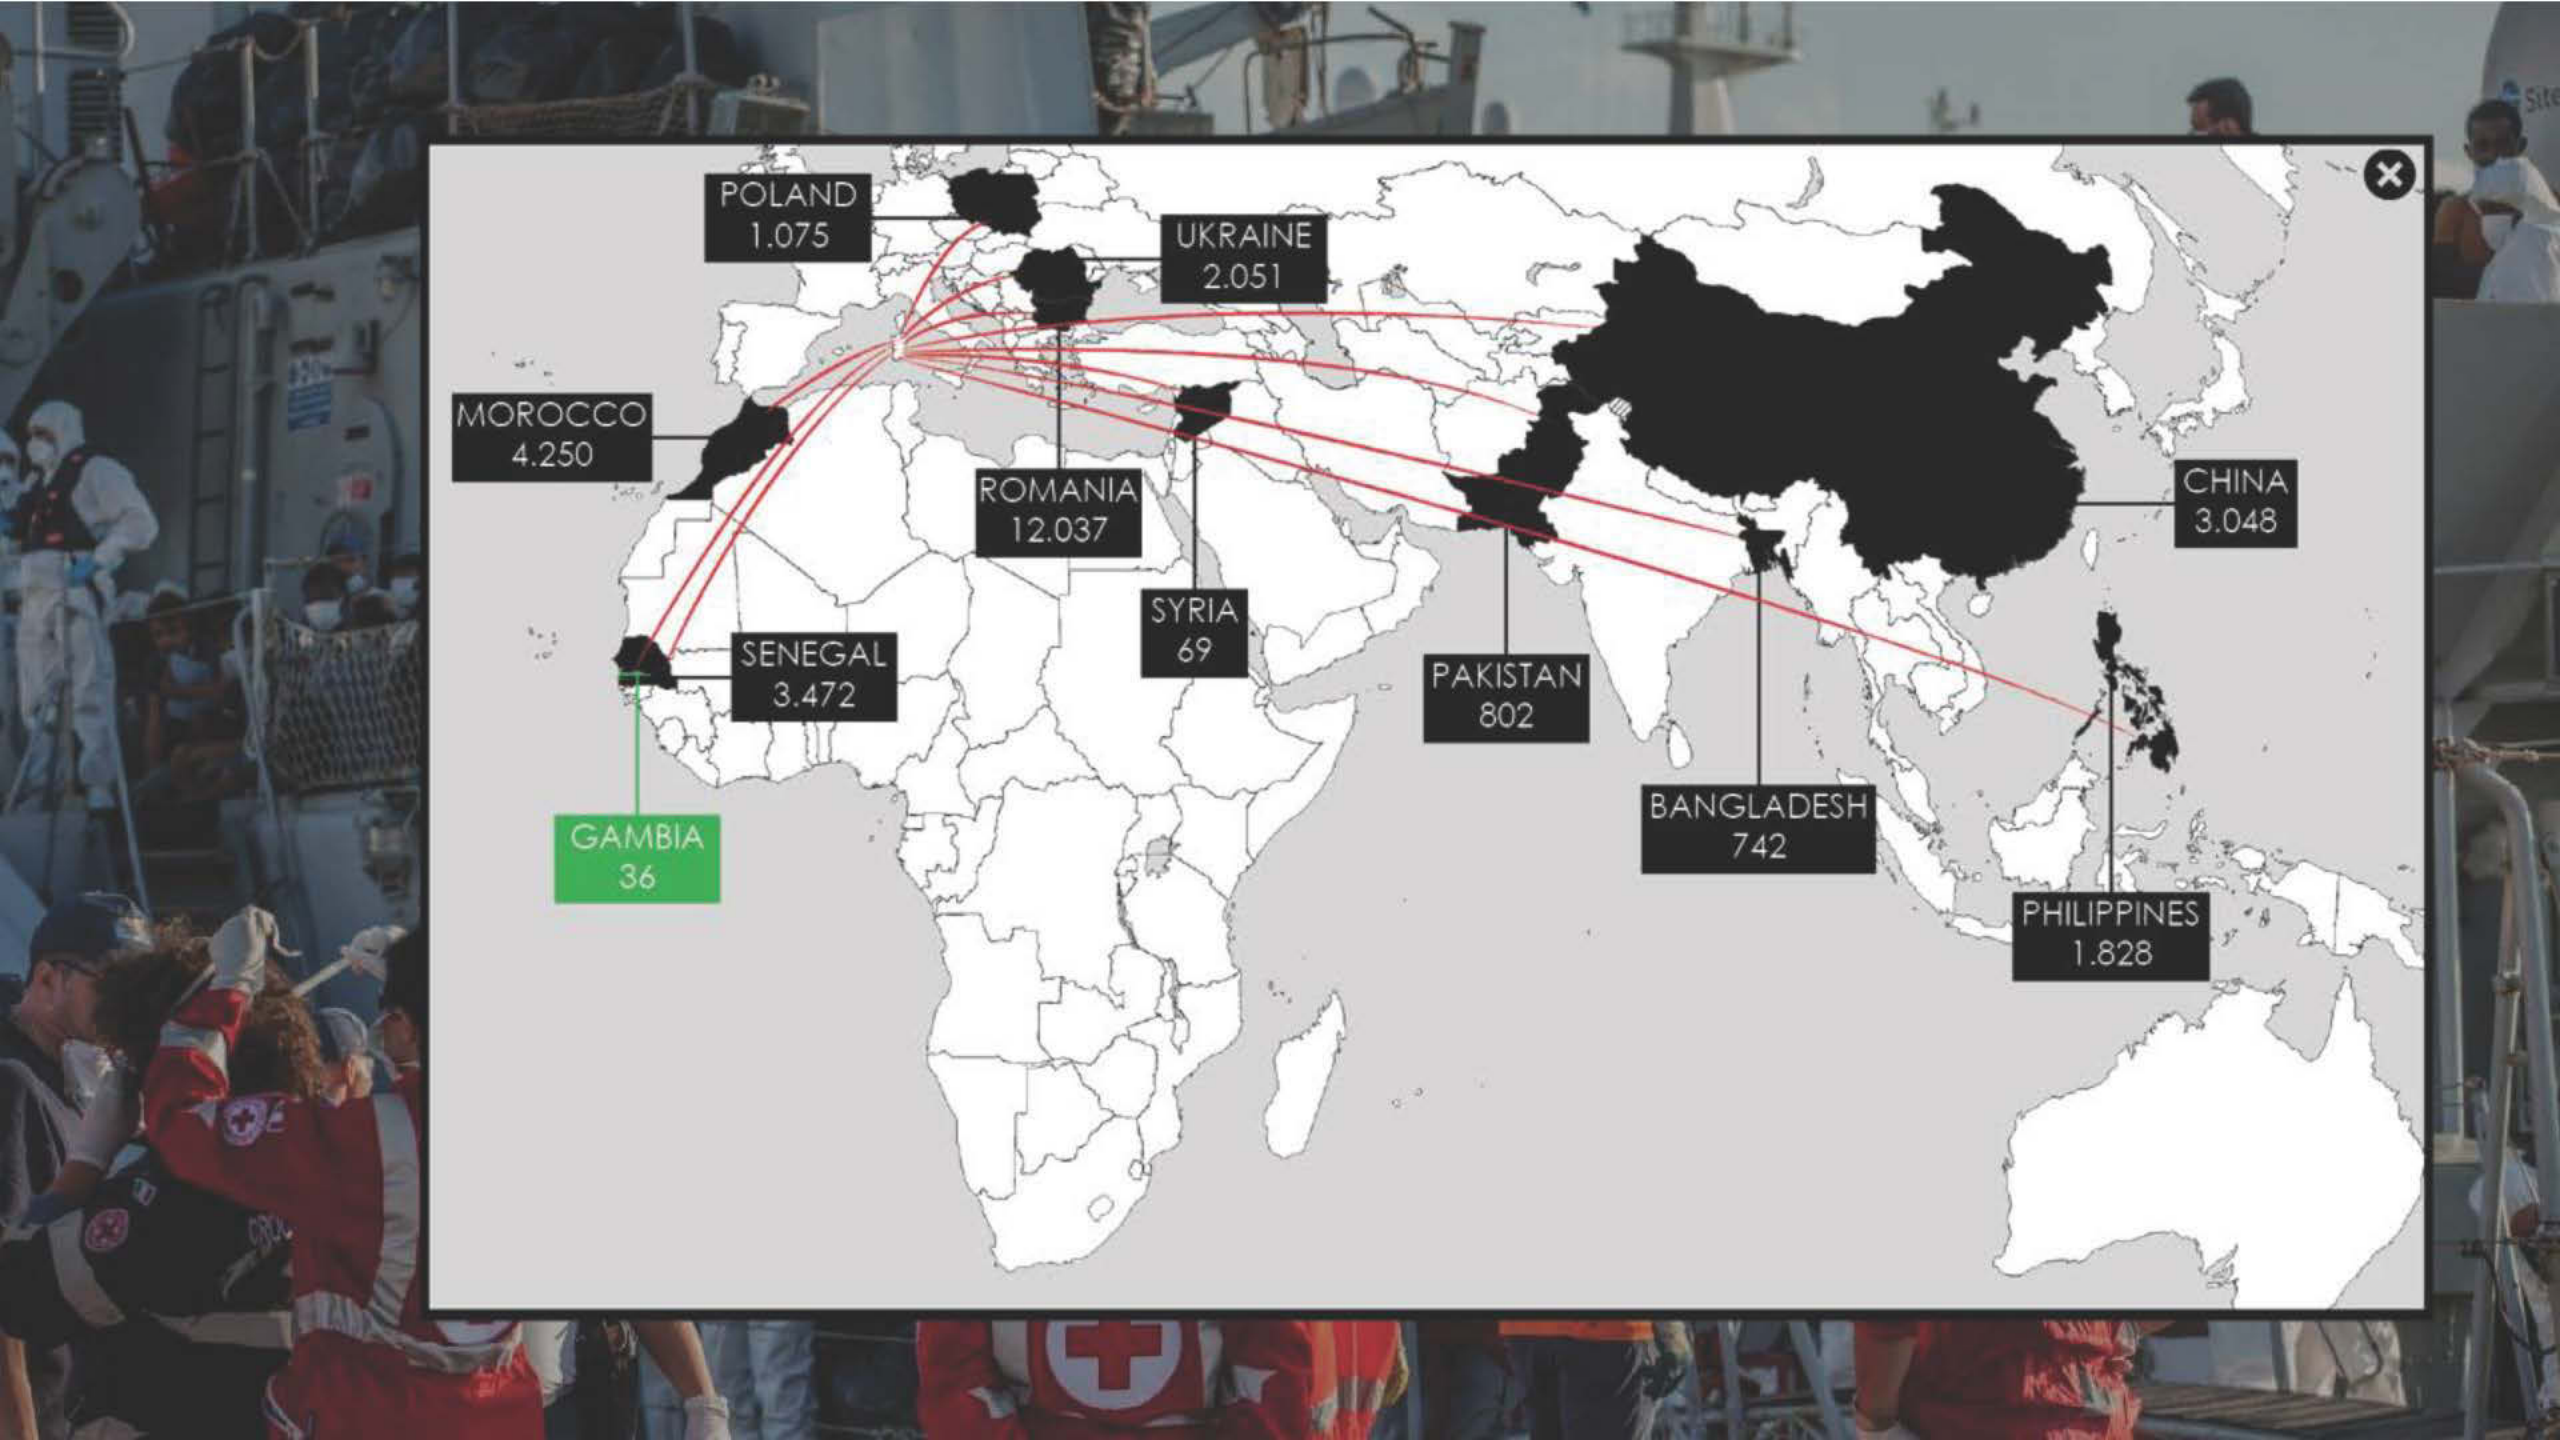 POLAND
1.075
UKRAINE
2.051
MOROCCO
4.250
ROMANIA
12.037
CHINA
3.048
SYRIA
69
SENEGAL
3.472
PAKISTAN
802
GAMBIA
36
BANGLADESH
742
PHILIPPINES
1.828
Site